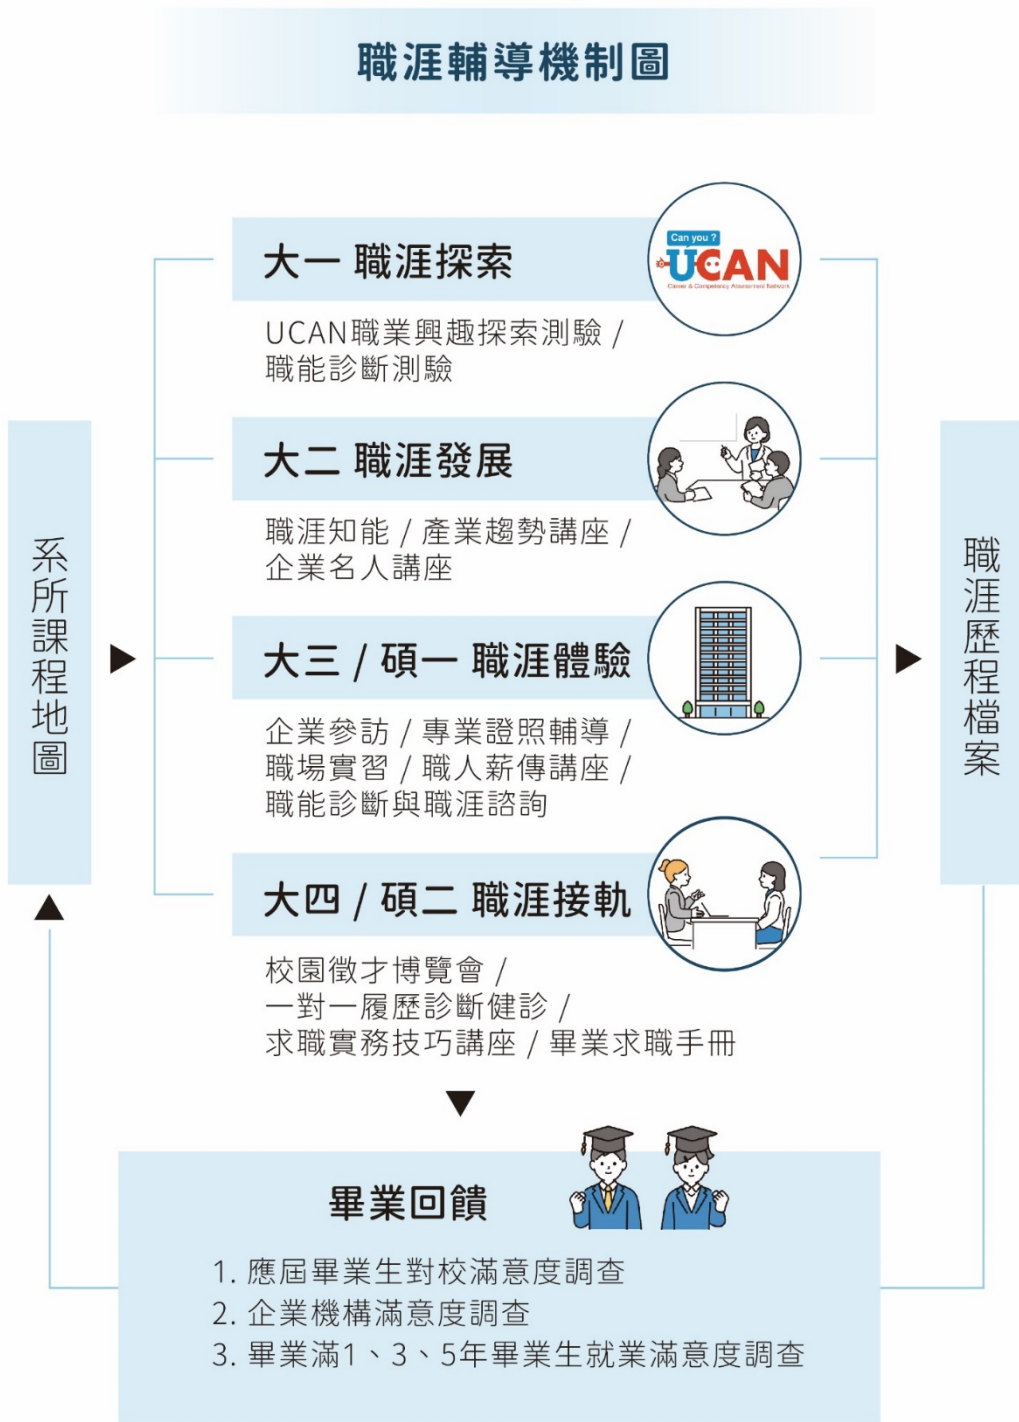 職涯輔導機制圖
系所課程地圖
大一 職涯探索
Can you ?
UCAN
Career & Competency Assessment Network
UCAN職業興趣探索測驗 /
職能診斷測驗
大二 職涯發展
職涯知能 / 產業趨勢講座 /
企業名人講座
大三 / 碩一 職涯體驗
企業參訪 / 專業證照輔導 /
職場實習 / 職人薪傳講座 /
職能診斷與職涯諮詢
大四 / 碩二 職涯接軌
校園徵才博覽會 /
一對一履歷診斷健診 /
求職實務技巧講座 / 畢業求職手冊
職涯歷程檔案
畢業回饋
1. 應屆畢業生對校滿意度調查
2. 企業機構滿意度調查
3. 畢業滿1、3、5年畢業生就業滿意度調查